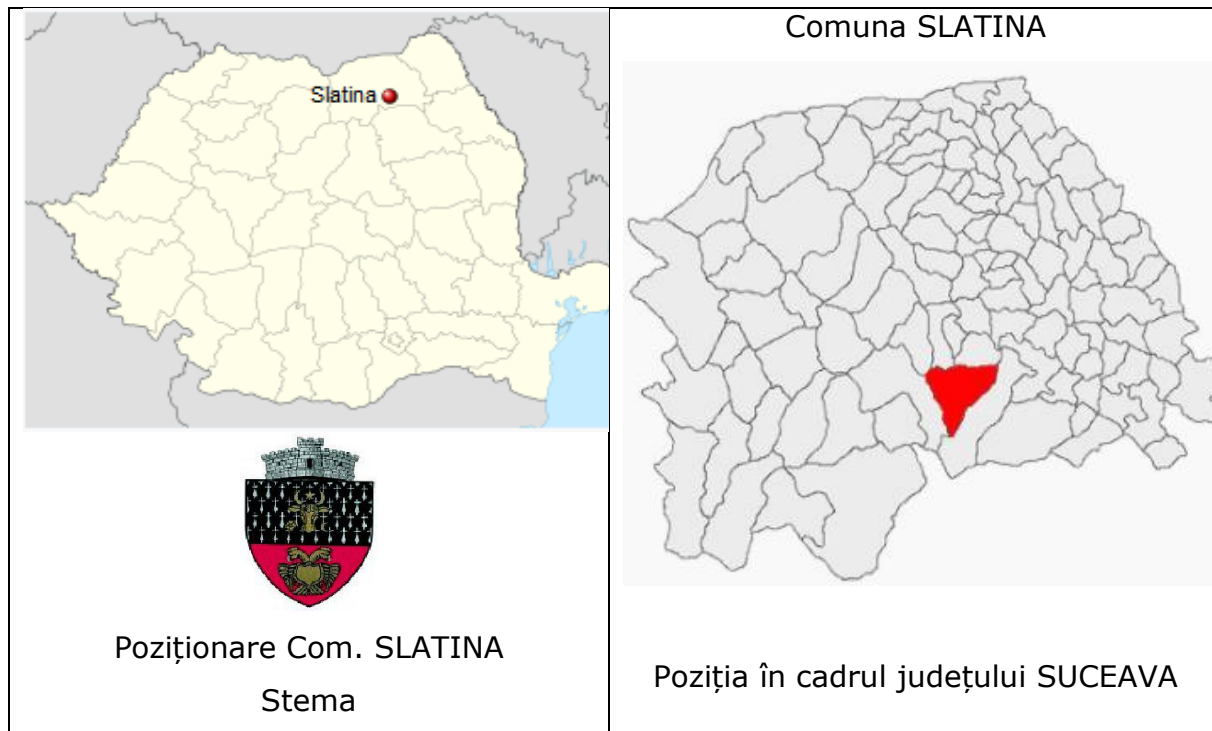 Slatina
Poziționare Com. SLATINA
Stema
Comuna SLATINA
Poziția în cadrul județului SUCEAVA